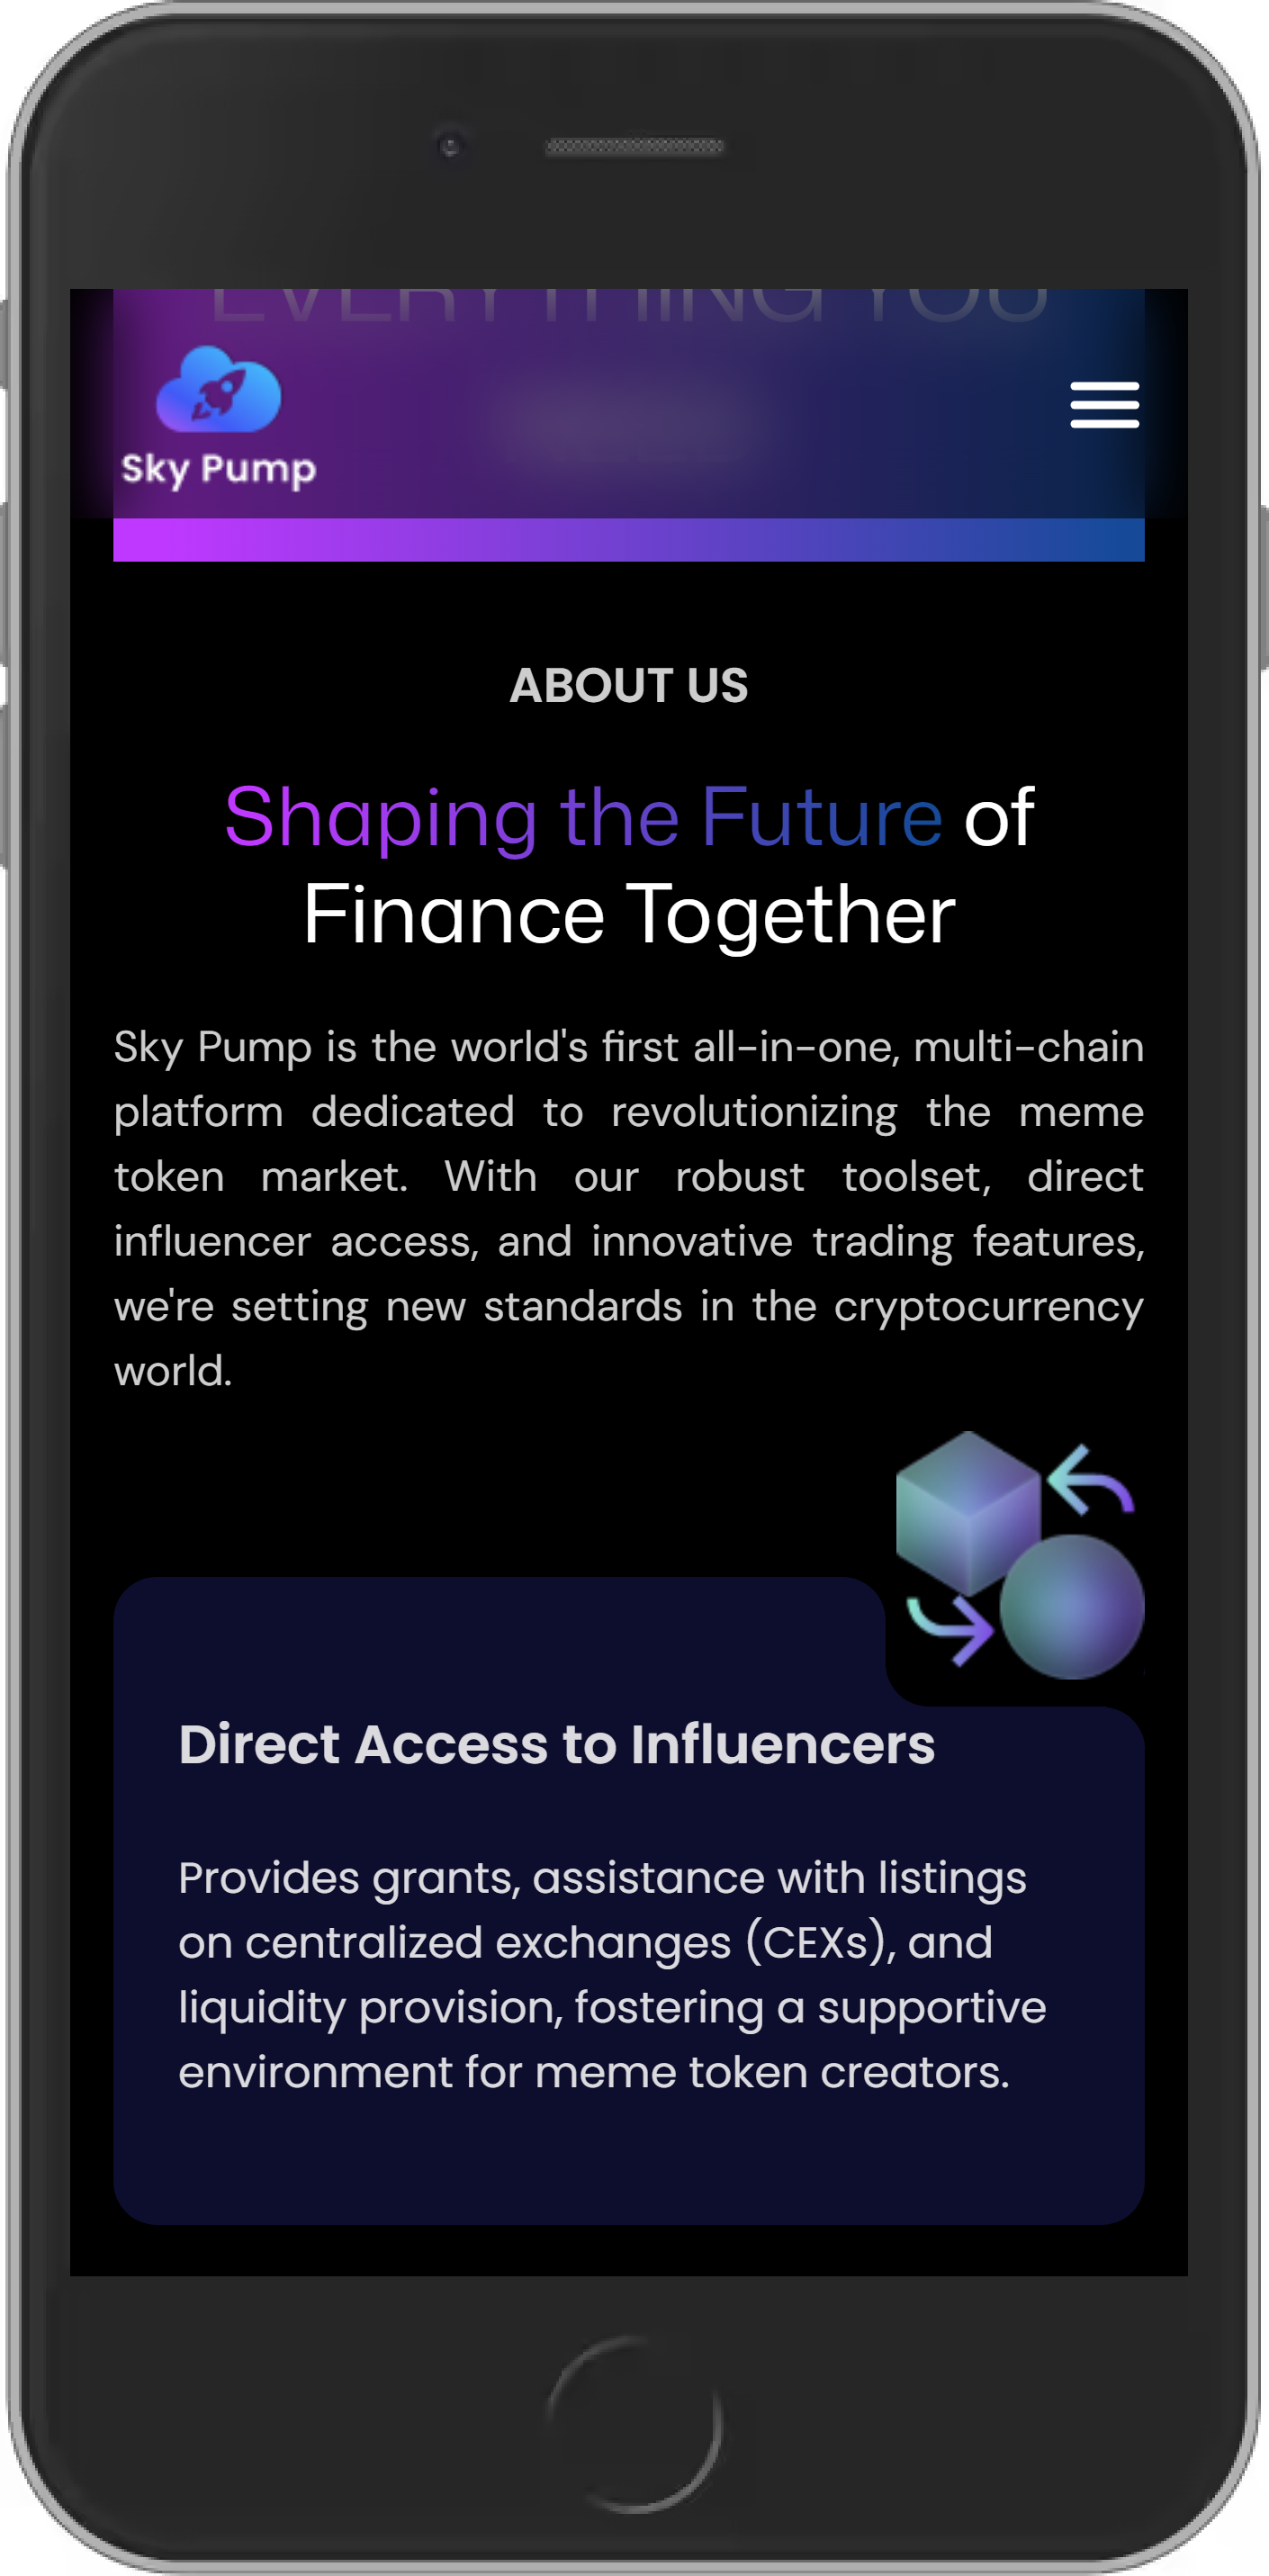 EVERYTHING YOU
Sky Pump
ABOUT US
Shaping the Future of
Finance Together
Sky Pump is the world's first all-in-one, multi-chain
platform dedicated to revolutionizing the meme
token market. With our robust toolset, direct
influencer access, and innovative trading features,
we're setting new standards in the cryptocurrency
world.
Direct Access to Influencers
Provides grants, assistance with listings
on centralized exchanges (CEXs), and
liquidity provision, fostering a supportive
environment for meme token creators.